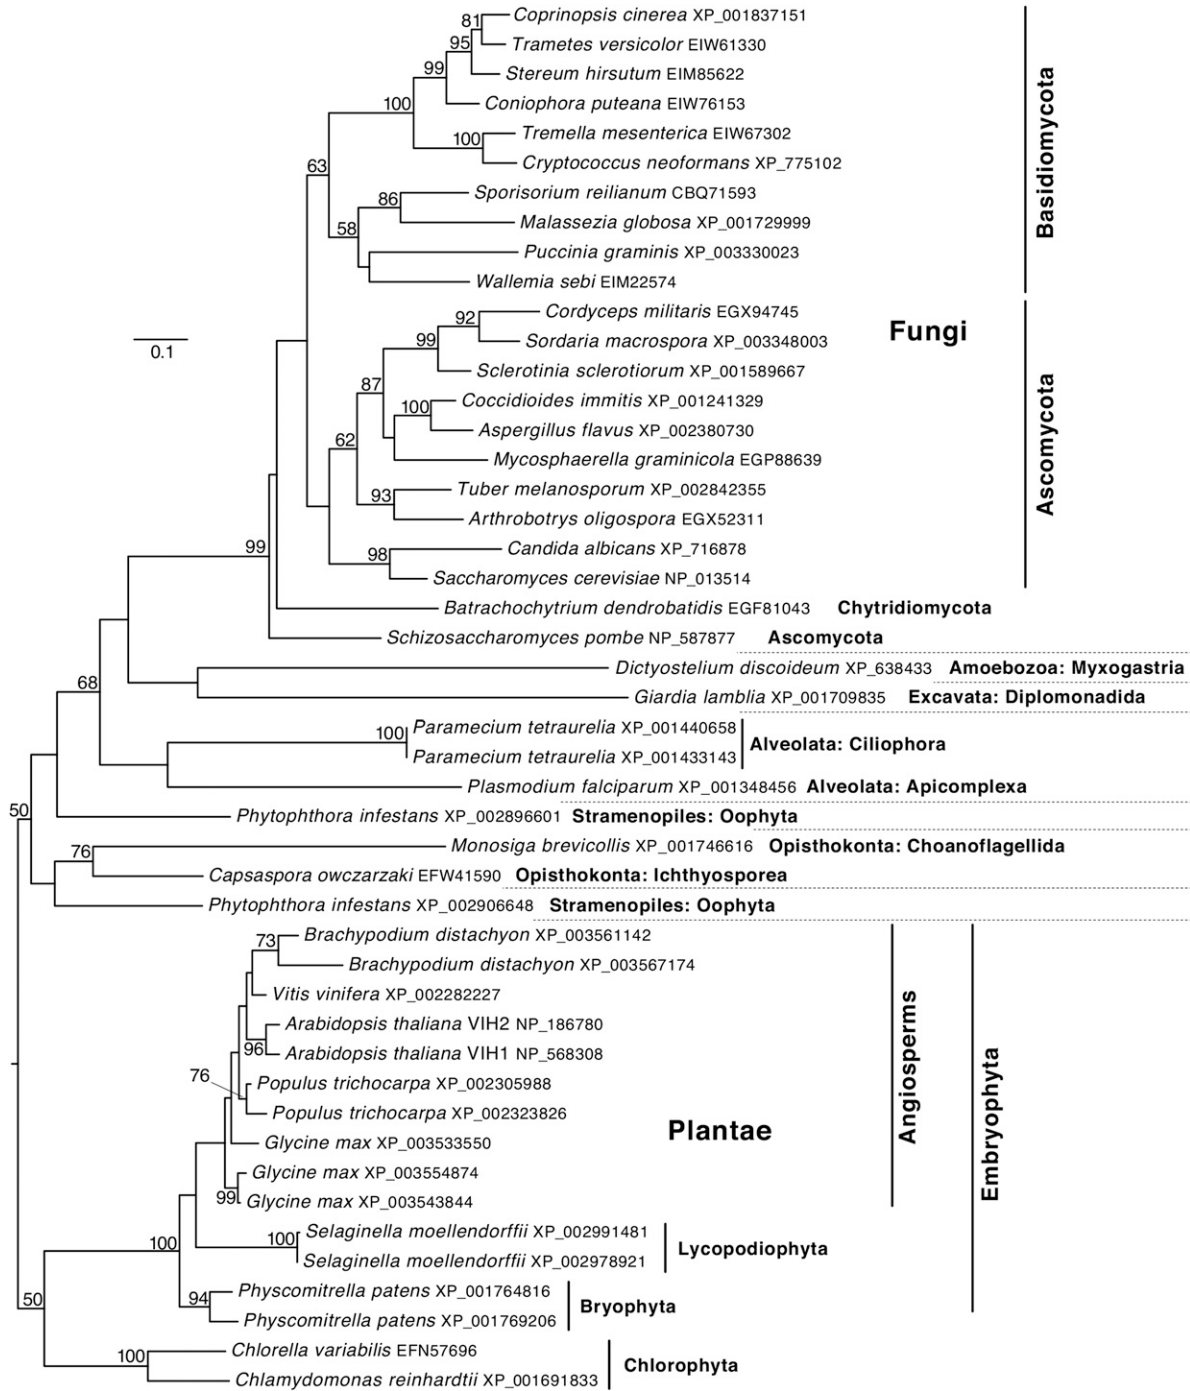 81
Coprinopsis cinerea XP_001837151
95
Trametes versicolor EIW61330
99
Stereum hirsutum EIM85622
100
Coniophora puteana EIW76153
100
Tremella mesenterica EIW67302
Cryptococcus neoformans XP_775102
63
86
Sporisorium reilianum CBQ71593
58
Malassezia globosa XP_001729999
Puccinia graminis XP_003330023
Wallemia sebi EIM22574
Basidiomycota
92
Cordyceps militaris EGX94745
99
Sordaria macrospora XP_003348003
Fungi
0.1
Sclerotinia sclerotiorum XP_001589667
87
100
Coccidioides immitis XP_001241329
Aspergillus flavus XP_002380730
62
Mycosphaerella graminicola EGP88639
93
Tuber melanosporum XP_002842355
Arthrobotrys oligospora EGX52311
98
Candida albicans XP_716878
Saccharomyces cerevisiae NP_013514
Ascomycota
99
Batrachochytrium dendrobatidis EGF81043 Chytridiomycota
Schizosaccharomyces pombe NP_587877 Ascomycota
68
Dictyostelium discoideum XP_638433 Amoebozoa: Myxogastria
Giardia lamblia XP_001709835 Excavata: Diplomonadida
100
Paramecium tetraurelia XP_001440658
Alveolata: Ciliophora
Paramecium tetraurelia XP_001433143
Plasmodium falciparum XP_001348456 Alveolata: Apicomplexa
50
Phytophthora infestans XP_002896601 Stramenopiles: Oophyta
76
Monosiga brevicollis XP_001746616 Opisthokonta: Choanoflagellida
Capsaspora owczarzaki EFW41590 Opisthokonta: Ichthyosporea
Phytophthora infestans XP_002906648 Stramenopiles: Oophyta
73
Brachypodium distachyon XP_003561142
Brachypodium distachyon XP_003567174
Vitis vinifera XP_002282227
96
Arabidopsis thaliana VIH2 NP_186780
Arabidopsis thaliana VIH1 NP_568308
76
Populus trichocarpa XP_002305988
Populus trichocarpa XP_002323826
Plantae
Glycine max XP_003533550
Glycine max XP_003554874
99
Glycine max XP_003543844
Angiosperms
Embryophyta
100
100
Selaginella moellendorffii XP_002991481
Lycopodiophyta
Selaginella moellendorffii XP_002978921
94
Physcomitrella patens XP_001764816
Bryophyta
Physcomitrella patens XP_001769206
50
100
Chlorella variabilis EFN57696
Chlorophyta
Chlamydomonas reinhardtii XP_001691833